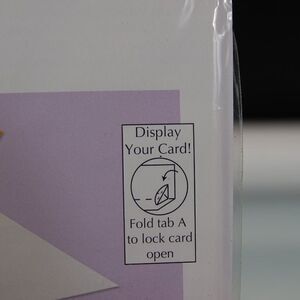 Display
Your Card!
Fold tab A
to lock card
open